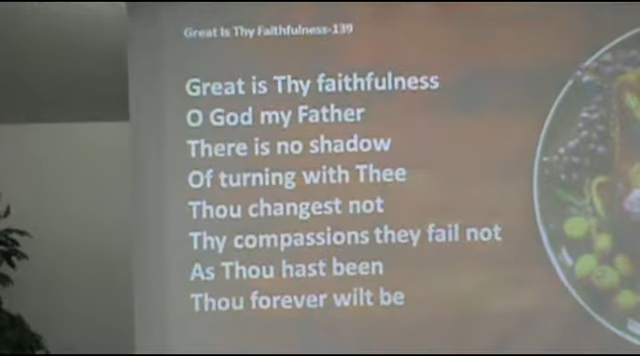 Great Is Thy Faithfulness-139
Great is Thy faithfulness
O God my Father
There is no shadow
Of turning with Thee
Thou changest not
Thy compassions they fail not
As Thou hast been
Thou forever wilt be